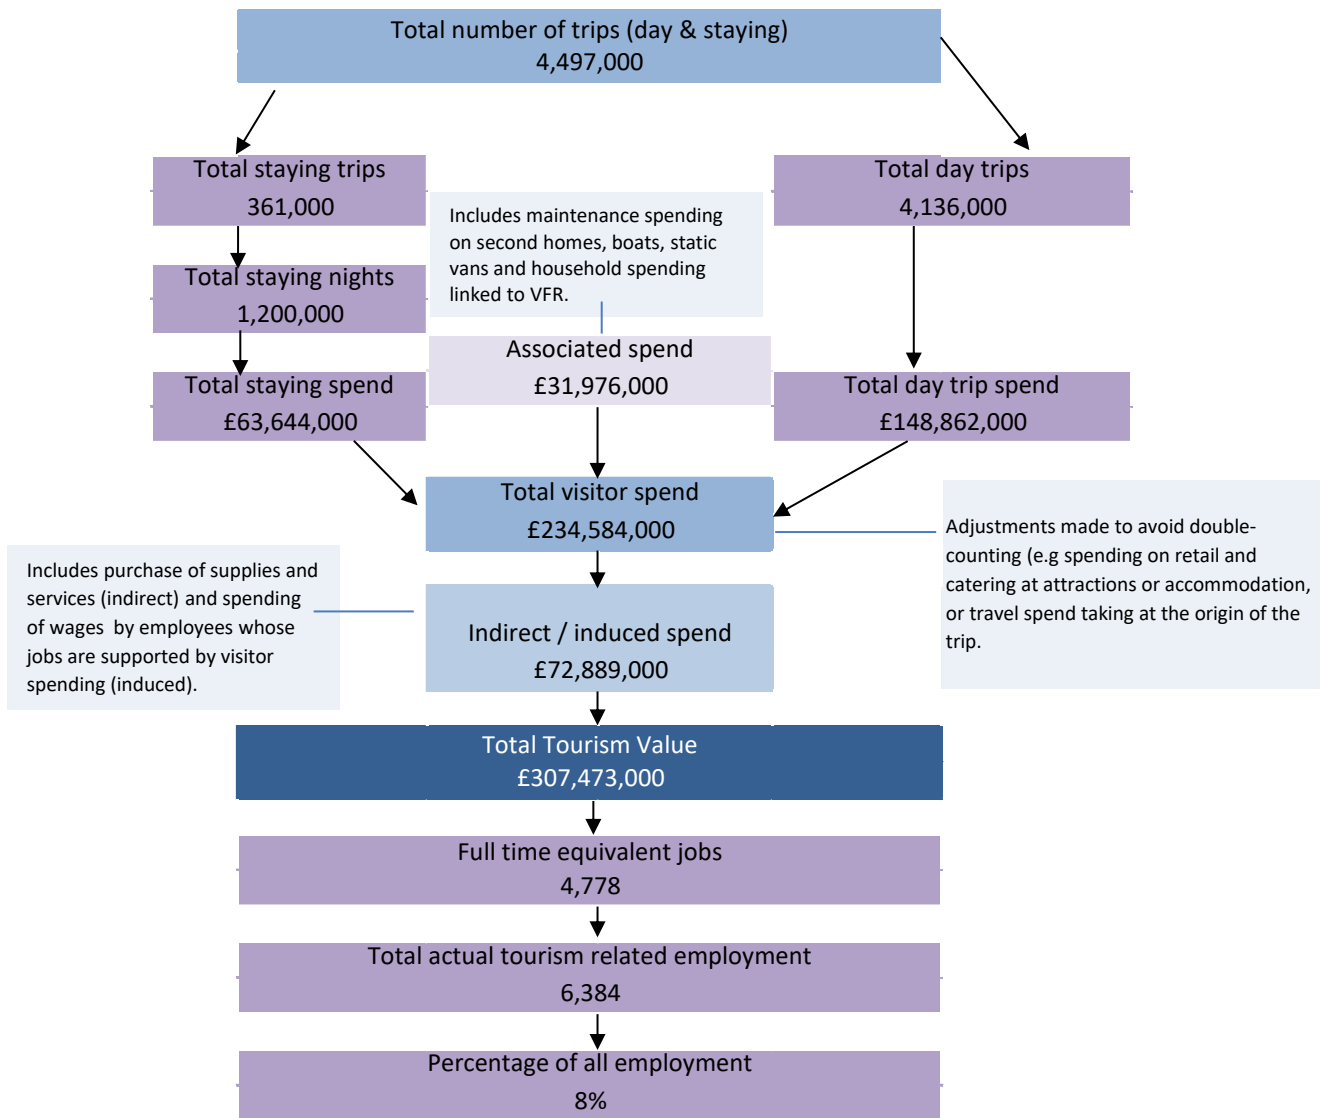 Total number of trips (day & staying)
4,497,000
Total staying trips
361,000
Total day trips
4,136,000
Includes maintenance spending
on second homes, boats, static
vans and household spending
linked to VFR.
Total staying nights
1,200,000
Associated spend
£31,976,000
Total staying spend
£63,644,000
Total day trip spend
£148,862,000
Total visitor spend
£234,584,000
Adjustments made to avoid double-
counting (e.g spending on retail and
catering at attractions or accommodation,
or travel spend taking at the origin of the
trip.
Includes purchase of supplies and
services (indirect) and spending
of wages by employees whose
jobs are supported by visitor
spending (induced).
Indirect / induced spend
£72,889,000
Total Tourism Value
£307,473,000
Full time equivalent jobs
4,778
Total actual tourism related employment
6,384
Percentage of all employment
8%